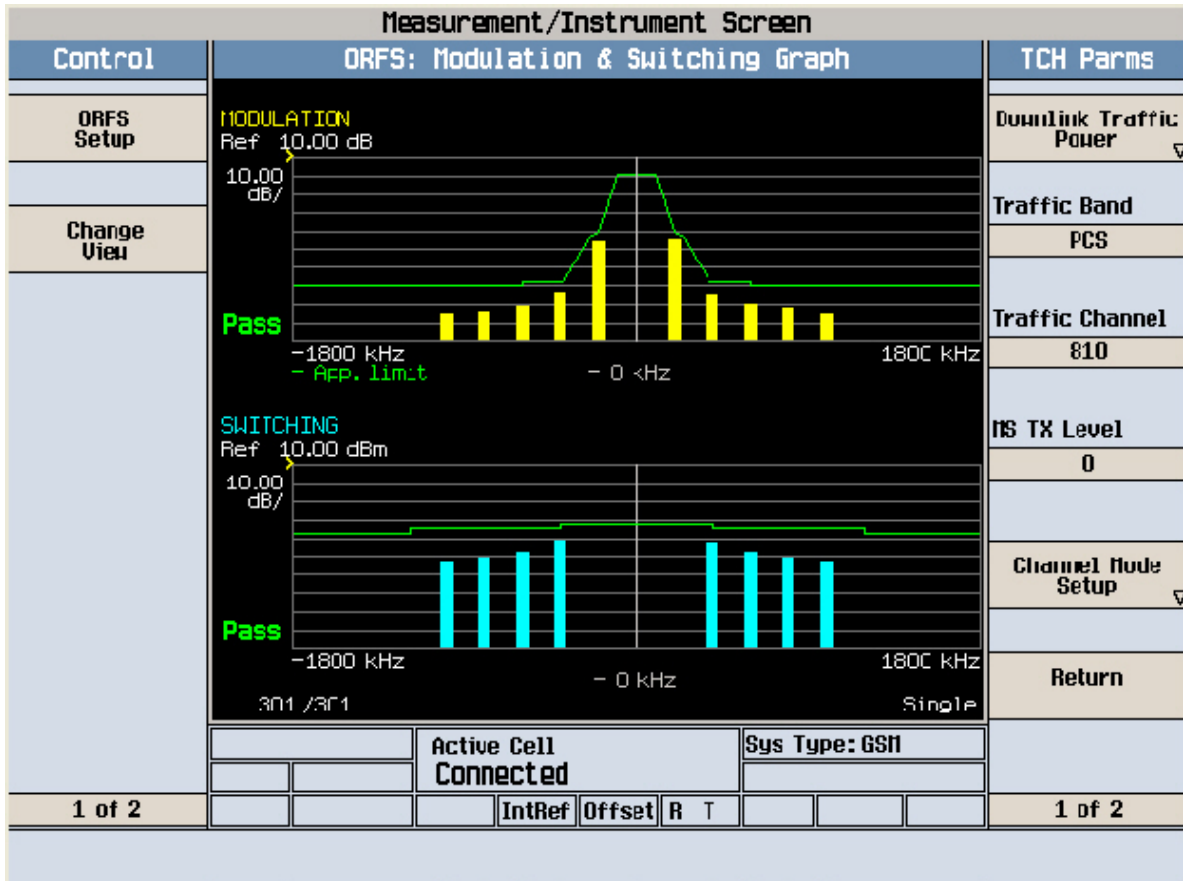 Measurement/Instrument Screen
Control
ORFS: Modulation & Switching Graph
TCH Parms
ORFS
Setup
Change
View
1 of 2
MODULATION
Ref 10.00 dB
10.00
dB/
Pass
-1800 kHz
1800 kHz
- App. limit
- 0 kHz
SWITCHING
Ref 10.00 dBm
10.00
dB/
Pass
-1800 kHz
1800 kHz
- 0 kHz
301/301
Single
Active Cell
Connected
Sys Type: GSM
IntRef
Offset
R T
Downlink Traffic
Power
Traffic Band
PCS
Traffic Channel
810
MS TX Level
0
Channel Mode
Setup
Return
1 of 2